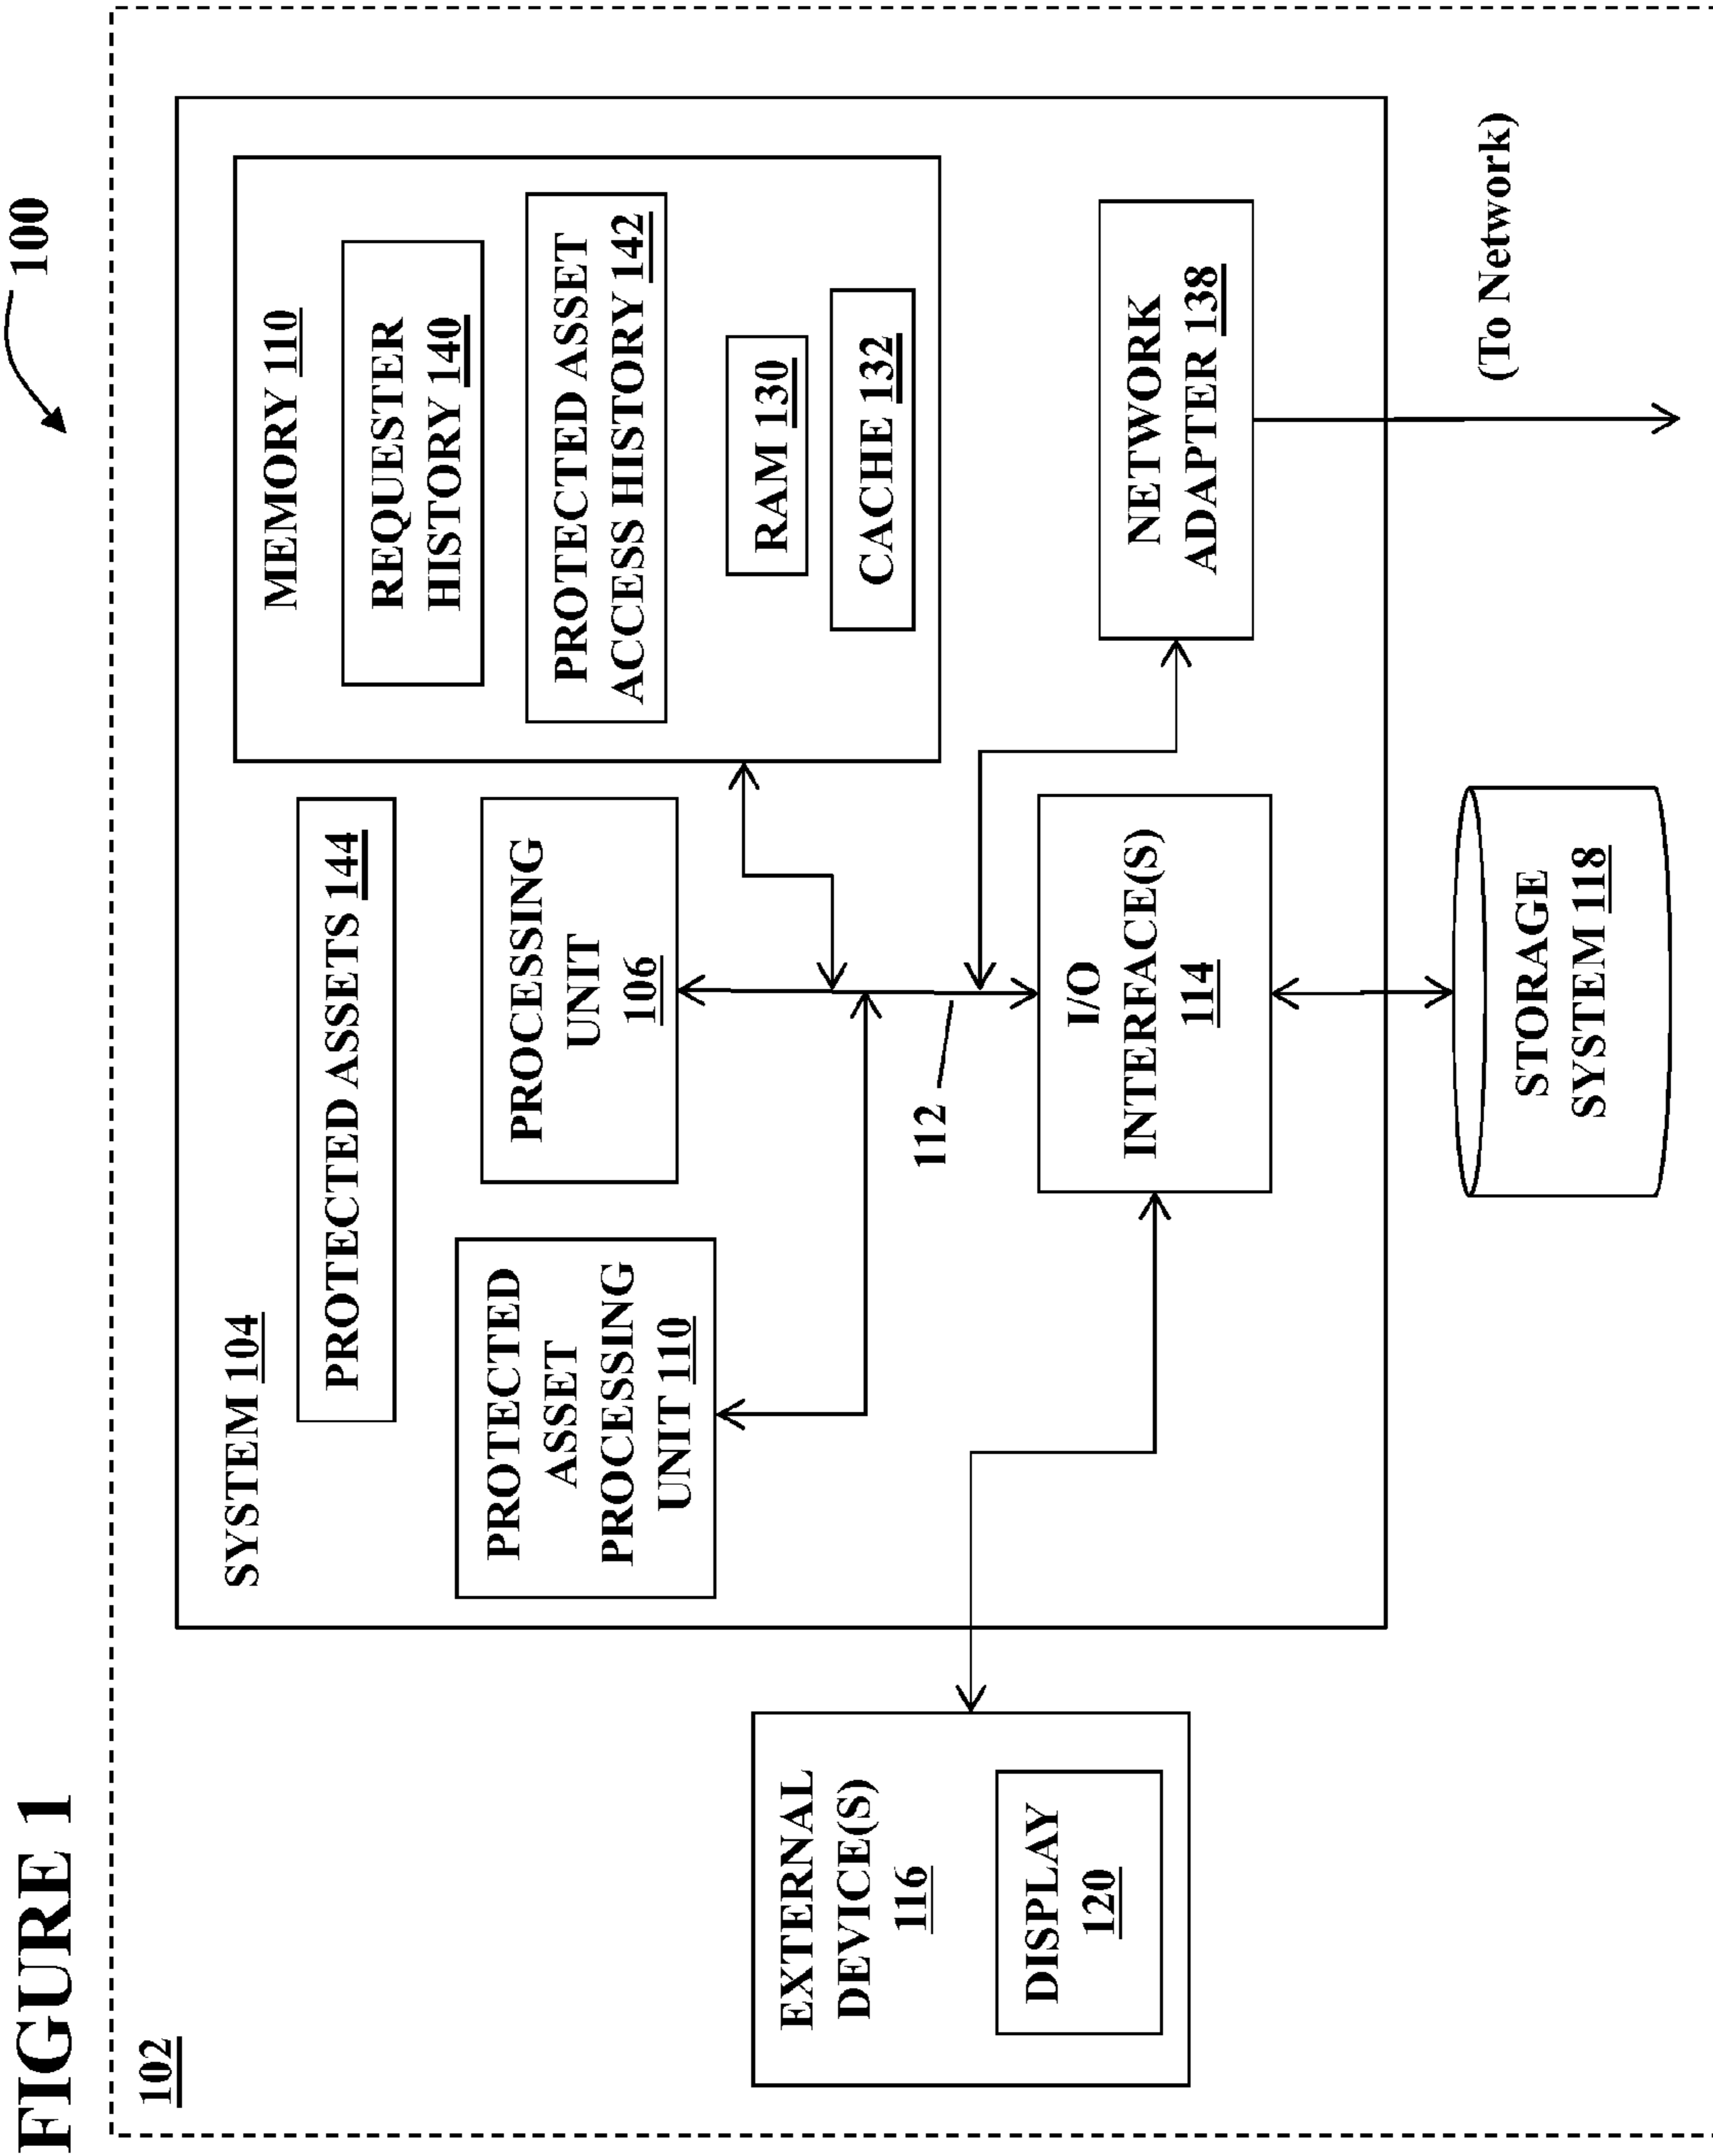 FIGURE 1
100
102
SYSTEM 104
PROTECTED ASSETS 144
MEMORY 110
REQUESTER
HISTORY 140
PROTECTED ASSET
ACCESS HISTORY 142
RAM 130
CACHE 132
PROTECTED
ASSET
PROCESSING
UNIT 110
PROCESSING
UNIT
106
112
EXTERNAL
DEVICE(S)
116
DISPLAY
120
I/O
INTERFACE(S)
114
NETWORK
ADAPTER 138
STORAGE
SYSTEM 118
(To Network)